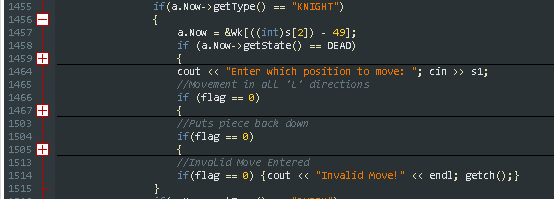 1455 if(a.Now->getType() == "KNIGHT")
1456 {
1457 a.Now = &Wk[((int)s[2]) - 49];
1458 if (a.Now->getState() == DEAD)
1459 {
1464 cout << "Enter which position to move: "; cin >> s1;
1465 //Movement in all 'L' directions
1466 if (flag == 0)
1467 {
1503 //Puts piece back down
1504 if(flag == 0)
1505 {
1513 //Invalid Move Entered
1514 if(flag == 0) {cout << "Invalid Move!" << endl; getch();}
1515 }